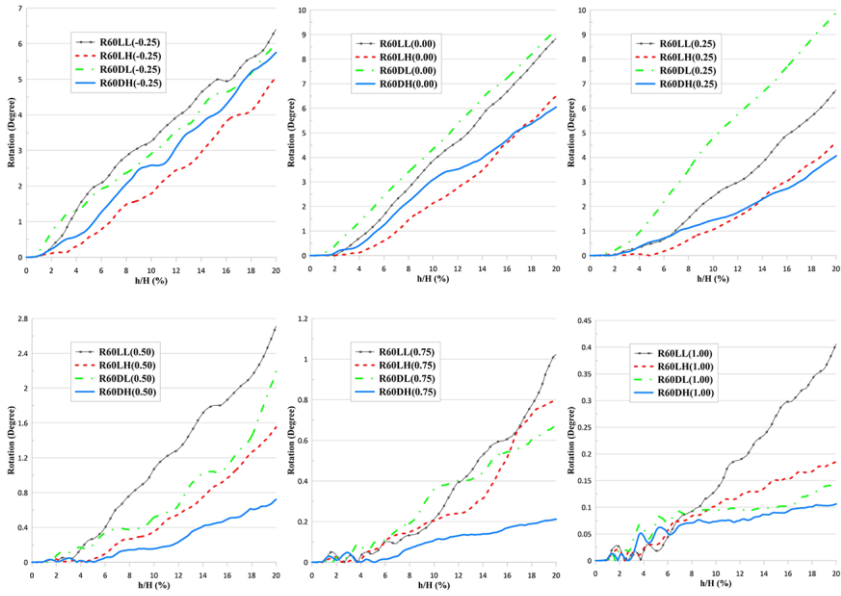 7
6
5
4
3
2
1
0
Rotation (Degree)
R60LL(-0.25)
R60LH(-0.25)
R60DL(-0.25)
R60DH(-0.25)
0 2 4 6 8 10 12 14 16 18 20
h/H (%)
10
9
8
7
6
5
4
3
2
1
0
Rotation (Degree)
R60LL(0.00)
R60LH(0.00)
R60DL(0.00)
R60DH(0.00)
0 2 4 6 8 10 12 14 16 18 20
h/H (%)
10
9
8
7
6
5
4
3
2
1
0
Rotation (Degree)
R60LL(0.25)
R60LH(0.25)
R60DL(0.25)
R60DH(0.25)
0 2 4 6 8 10 12 14 16 18 20
h/H (%)
2.8
2.4
2
1.6
1.2
0.8
0.4
0
Rotation (Degree)
R60LL(0.50)
R60LH(0.50)
R60DL(0.50)
R60DH(0.50)
0 2 4 6 8 10 12 14 16 18 20
h/H (%)
1.2
1
0.8
0.6
0.4
0.2
0
Rotation (Degree)
R60LL(0.75)
R60LH(0.75)
R60DL(0.75)
R60DH(0.75)
0 2 4 6 8 10 12 14 16 18 20
h/H (%)
0.45
0.4
0.35
0.3
0.25
0.2
0.15
0.1
0.05
0
Rotation (Degree)
R60LL(1.00)
R60LH(1.00)
R60DL(1.00)
R60DH(1.00)
0 2 4 6 8 10 12 14 16 18 20
h/H (%)